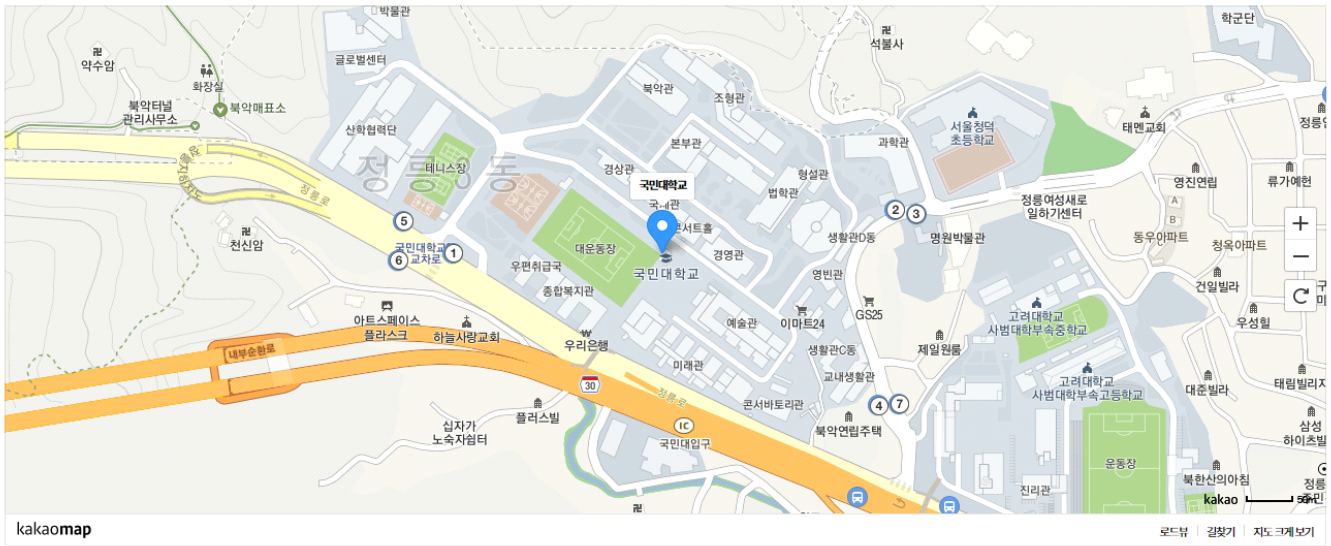 박물관
학군단
卍
약수암
화장실
글로벌센터
卍
석불사
북악터널
관리사무소
북악매표소
북악관
조형관
산학협력단
본부관
과학관
서울청덕
초등학교
태멘교회
정릉3동
테니스장
경상관
형설관
법학관
국민대학교
콘서트홀
영진연립
류가헌
정릉여성새로
일하기센터
A
B
5
국민대학교
교차로
6
1
정릉로
卍
천신암
대운동장
우편취급국
종합복지관
국민대학교
경영관
2
3
생활관D동
명원박물관
영빈관
동우아파트
청옥아파트
건일빌라
우성힐
아트스페이스
플라스크
하늘사랑교회
우리은행
예술관
이마트24
GS25
고려대학교
사범대학부속중학교
내부순환로
30
미래관
생활관C동
제일원룸
교내생활관
고려대학교
사범대학부속고등학교
대준빌라
태림빌리지
정릉로
콘서바토리관
4
7
북악연립주택
플러스빌
십자가
노숙자쉼터
IC
국민대입구
삼성
하이츠빌
운동장
진리관
북한산의아침
卍
kakao
50m
kakaomap
로드뷰
길찾기
지도 크게 보기